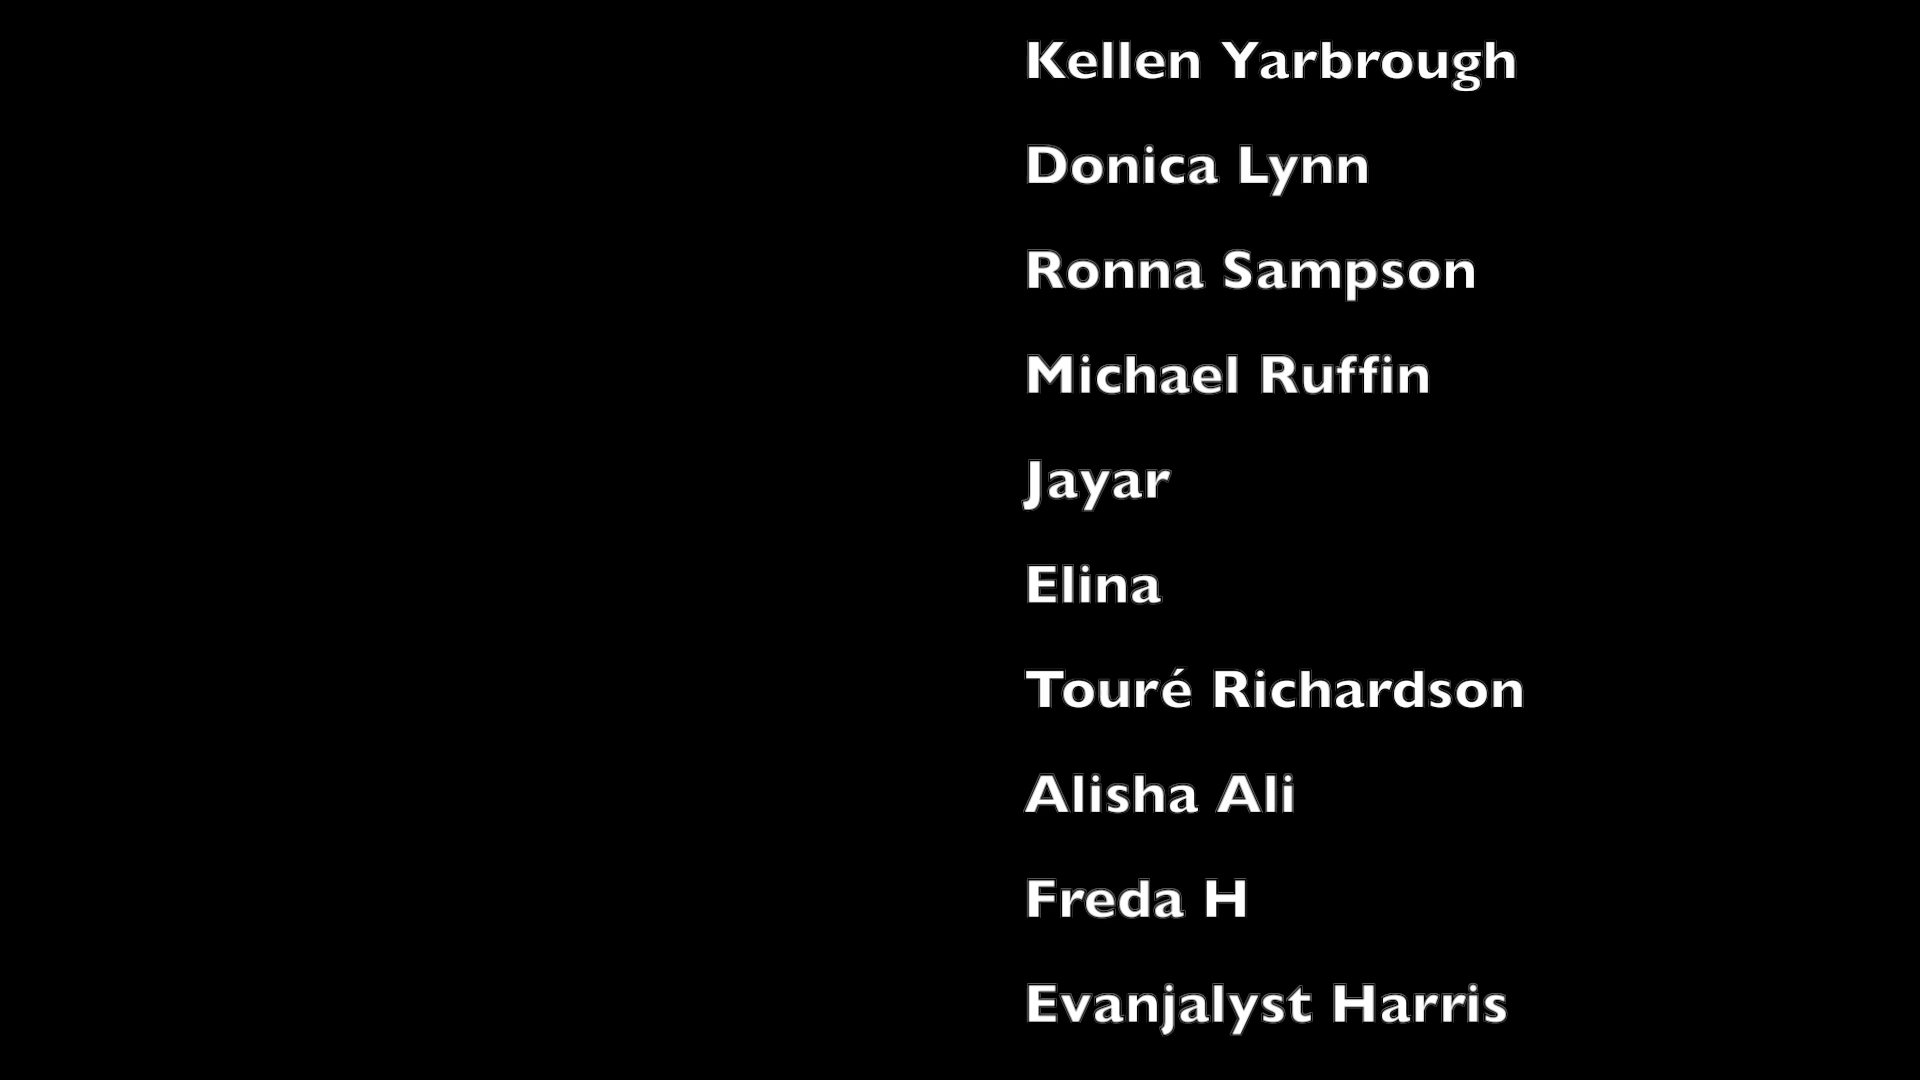 Kellen Yarbrough
Donica Lynn
Ronna Sampson
Michael Ruffin
Jayar
Elina
Touré Richardson
Alisha Ali
Freda H
Evanjalyst Harris